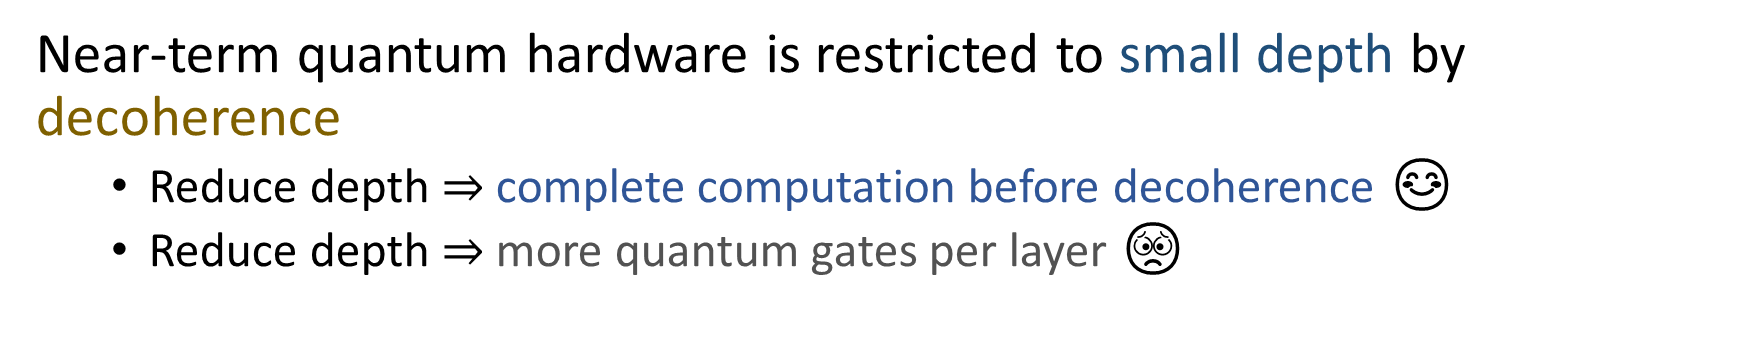 Near-term quantum hardware is restricted to small depth by
decoherence
• Reduce depth ⇒ complete computation before decoherence 😊
• Reduce depth ⇒ more quantum gates per layer 😟